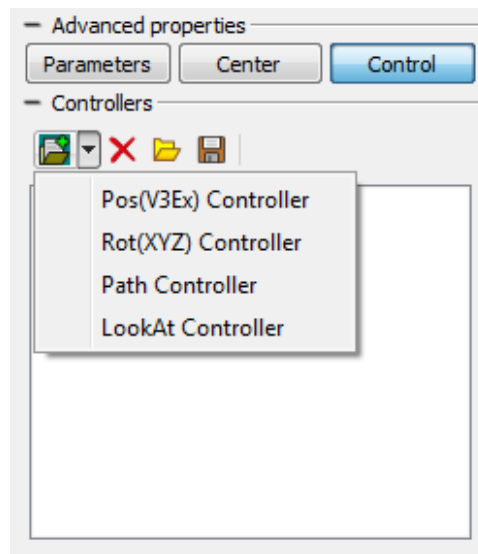 Advanced properties
Parameters Center Control
Controllers
Pos(V3Ex) Controller
Rot(XYZ) Controller
Path Controller
LookAt Controller